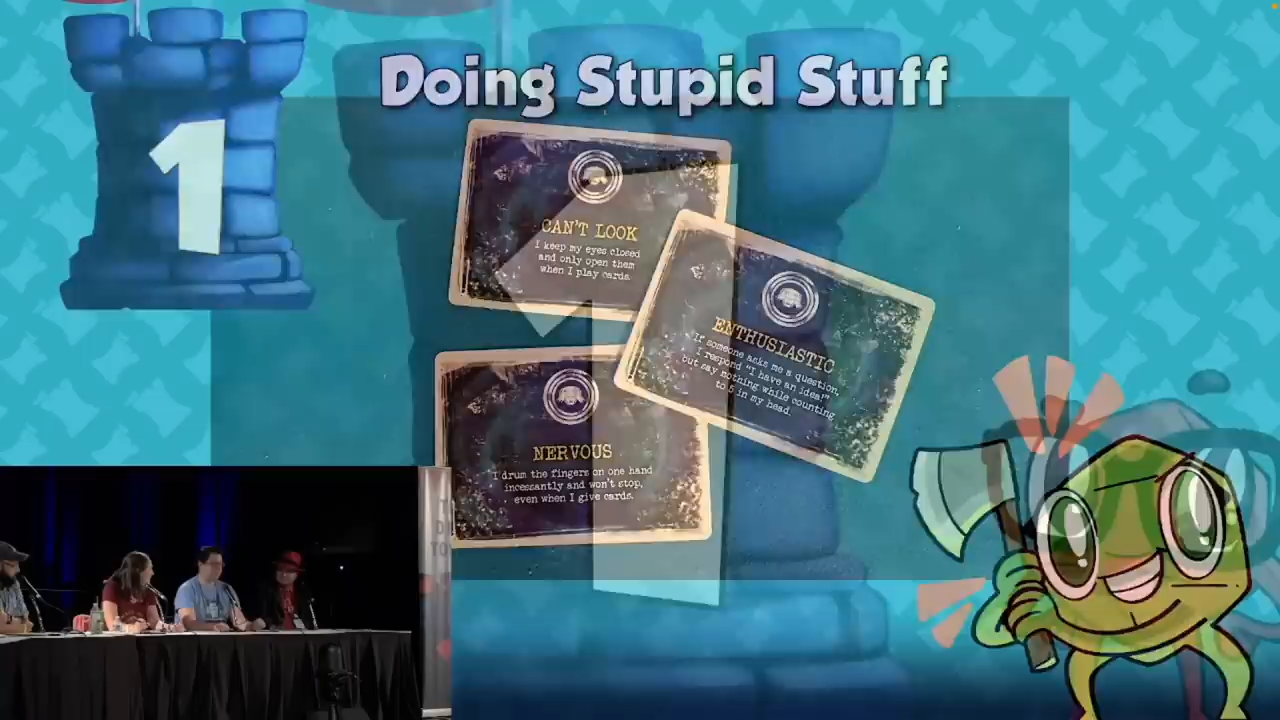 1
Doing Stupid Stuff
CAN'T LOOK
I keep my eyes closed
and only open them
when I play cards.
ENTHUSIASTIC
If someone asks me a question,
I respond "I have an idea!"
but say nothing while counting
to 5 in my head.
NERVOUS
I drum the fingers on one hand
incessantly and won't stop,
even when I give cards.
1